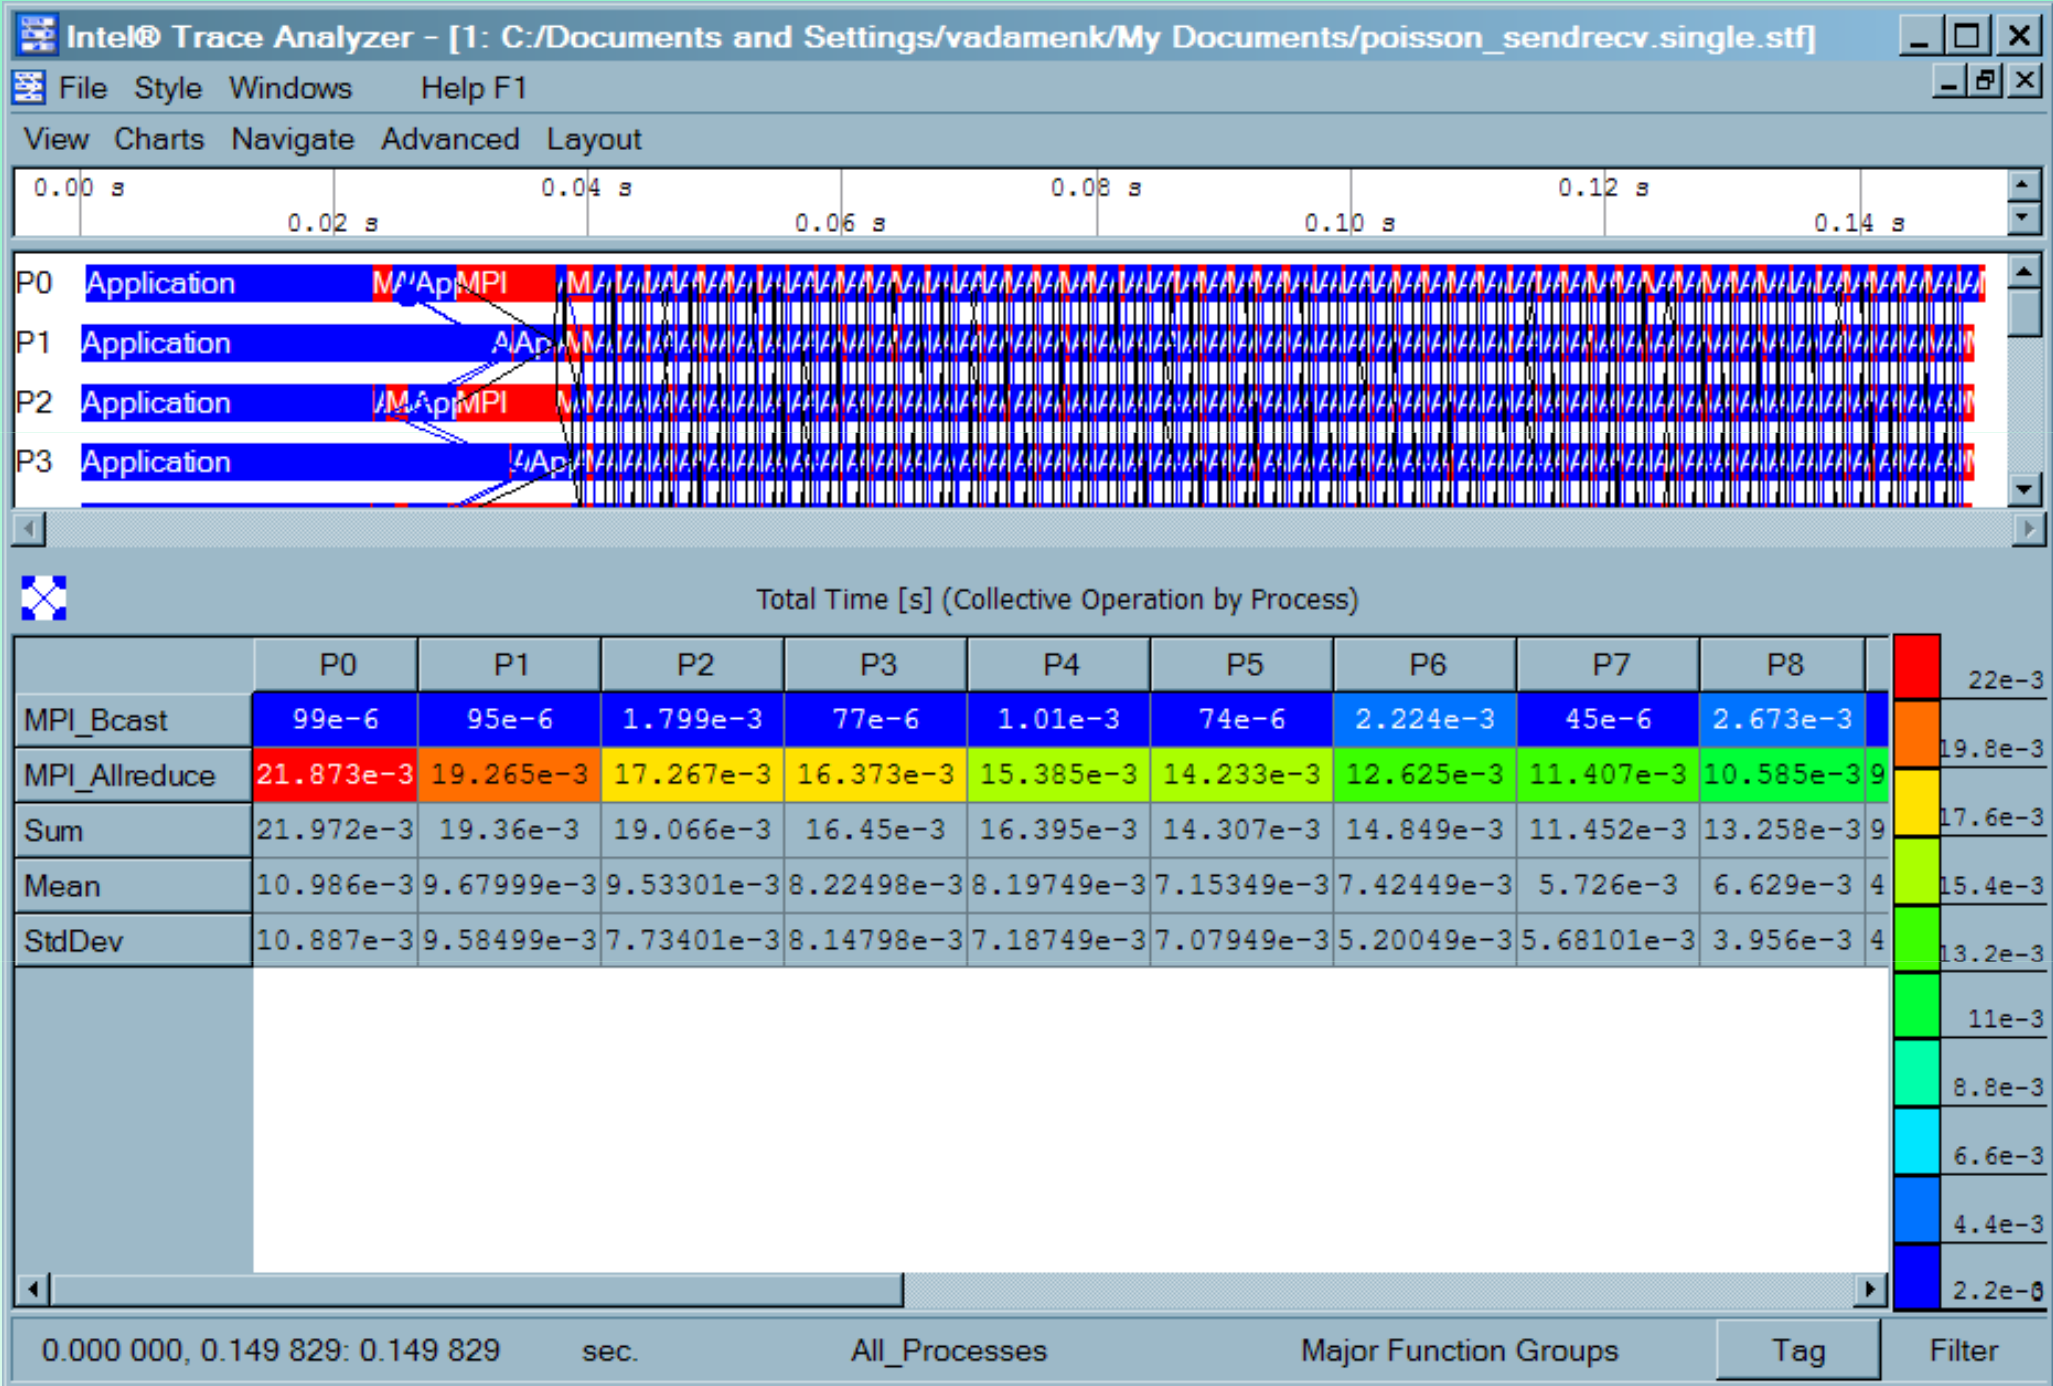 Intel® Trace Analyzer - [1: C:/Documents and Settings/vadamenk/My Documents/poisson_sendrecv.single.stf]
File Style Windows Help F1
View Charts Navigate Advanced Layout
0.00 s 0.04 s 0.08 s 0.12 s
0.02 s 0.06 s 0.10 s 0.14 s
P0 Application MPI
P1 Application
P2 Application MPI
P3 Application
Total Time [s] (Collective Operation by Process)
P0 P1 P2 P3 P4 P5 P6 P7 P8
MPI_Bcast 99e-6 95e-6 1.799e-3 77e-6 1.01e-3 74e-6 2.224e-3 45e-6 2.673e-3
MPI_Allreduce 21.873e-3 19.265e-3 17.267e-3 16.373e-3 15.385e-3 14.233e-3 12.625e-3 11.407e-3 10.585e-3 9
Sum 21.972e-3 19.36e-3 19.066e-3 16.45e-3 16.395e-3 14.307e-3 14.849e-3 11.452e-3 13.258e-3 9
Mean 10.986e-3 9.67999e-3 9.53301e-3 8.22498e-3 8.19749e-3 7.15349e-3 7.42449e-3 5.726e-3 6.629e-3 4
StdDev 10.887e-3 9.58499e-3 7.73401e-3 8.14798e-3 7.18749e-3 7.07949e-3 5.20049e-3 5.68101e-3 3.956e-3 4
22e-3
19.8e-3
17.6e-3
15.4e-3
13.2e-3
11e-3
8.8e-3
6.6e-3
4.4e-3
0.000 000, 0.149 829: 0.149 829 sec. All_Processes Major Function Groups Tag Filter